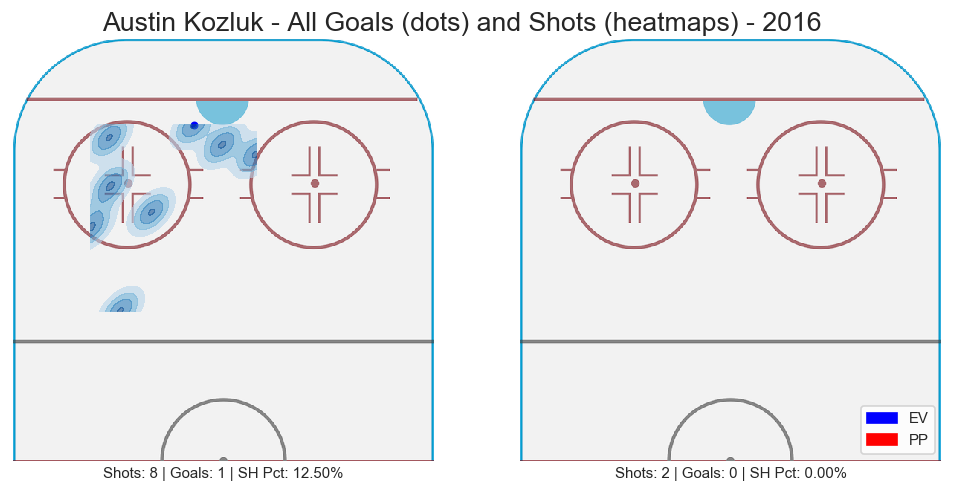 Austin Kozluk - All Goals (dots) and Shots (heatmaps) - 2016
EV
PP
Shots: 8 | Goals: 1 | SH Pct: 12.50%
Shots: 2 | Goals: 0 | SH Pct: 0.00%